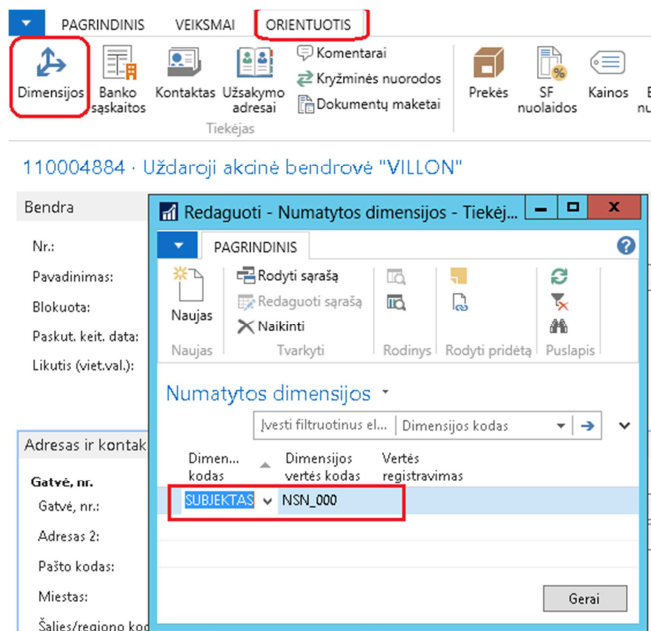 PAGRINDINIS VEIKSMAI ORIENTUOTIS
Dimensijos
Banko sąskaitos
Kontaktas
Užsakymo adresai
Komentarai
Kryžminės nuorodos
Dokumentų maketai
Prekės
SF nuolaidos
Kainos
Tiekėjas
110004884 · Uždaroji akcinė bendrovė "VILLON"
Bendra
Nr.:
Pavadinimas:
Blokuota:
Paskut. keit. data:
Likutis (viet.val.):
Adresas ir kontak
Gatvė, nr.
Gatvė, nr.:
Adresas 2:
Pašto kodas:
Miestas:
Šalies/regiono kod
Redaguoti - Numatytos dimensijos - Tiekėj...
PAGRINDINIS
Naujas
Rodyti sąrašą
Redaguoti sąrašą
Naikinti
Naujas Tvarkyti Rodinys Rodyti pridėtą Puslapis
Numatytos dimensijos
Įvesti filtruotinus el... Dimensijos kodas
Dimen... kodas
Dimensijos vertės kodas
Vertės registravimas
SUBJEKTAS NSN_000
Gerai